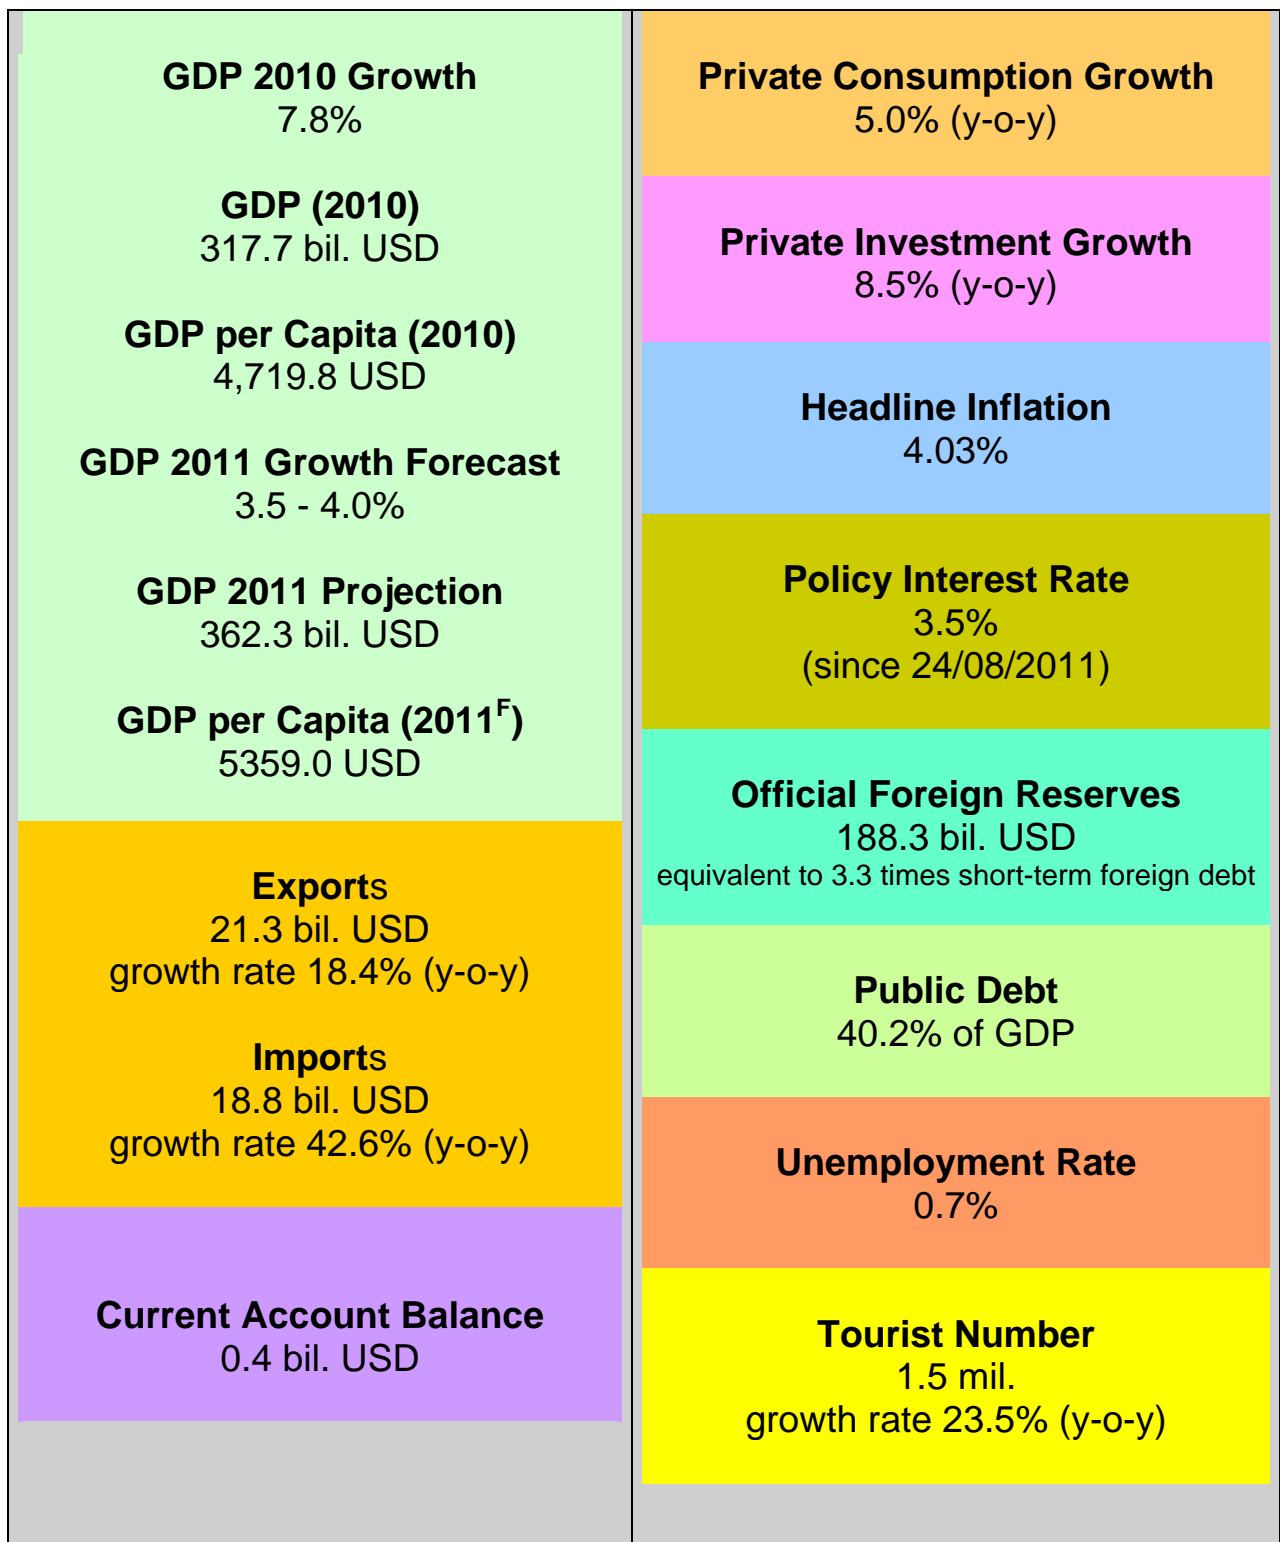 GDP 2010 Growth
7.8%
GDP (2010)
317.7 bil. USD
GDP per Capita (2010)
4,719.8 USD
GDP 2011 Growth Forecast
3.5 - 4.0%
GDP 2011 Projection
362.3 bil. USD
GDP per Capita (2011F)
5359.0 USD
Exports
21.3 bil. USD
growth rate 18.4% (y-o-y)
Imports
18.8 bil. USD
growth rate 42.6% (y-o-y)
Current Account Balance
0.4 bil. USD
Private Consumption Growth
5.0% (y-o-y)
Private Investment Growth
8.5% (y-o-y)
Headline Inflation
4.03%
Policy Interest Rate
3.5%
(since 24/08/2011)
Official Foreign Reserves
188.3 bil. USD
equivalent to 3.3 times short-term foreign debt
Public Debt
40.2% of GDP
Unemployment Rate
0.7%
Tourist Number
1.5 mil.
growth rate 23.5% (y-o-y)